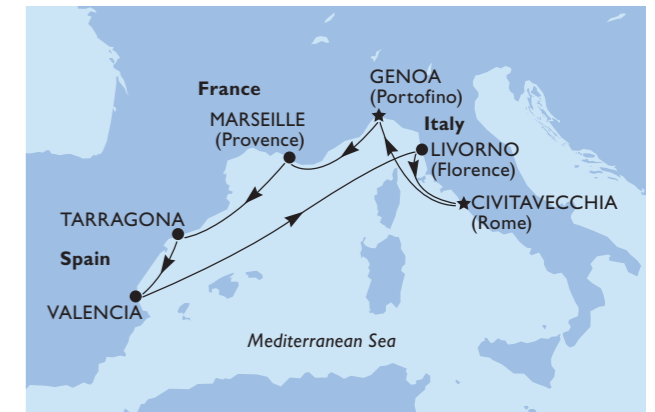 GENOA
(Portofino)
France
MARSEILLE
(Provence)
Italy
LIVORNO
(Florence)
CIVITAVECCHIA
(Rome)
TARRAGONA
Spain
VALENCIA
Mediterranean Sea